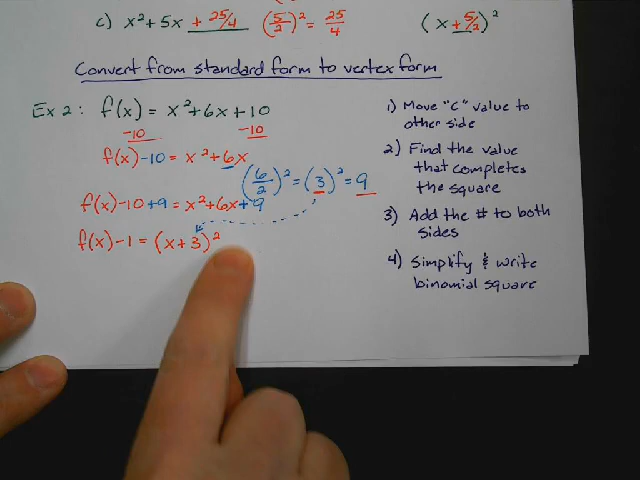 c) x² + 5x + 25/4 (5/2)² = 25/4 (x + 5/2)²
Convert from standard form to vertex form
Ex 2: f(x) = x² + 6x + 10
-10 -10
f(x) - 10 = x² + 6x
(6/2)² = (3)² = 9
f(x) - 10 + 9 = x² + 6x + 9
f(x) - 1 = (x + 3)²
1) Move "C" value to
other side
2) Find the value
that completes
the square
3) Add the # to both
sides
4) Simplify & write
binomial square